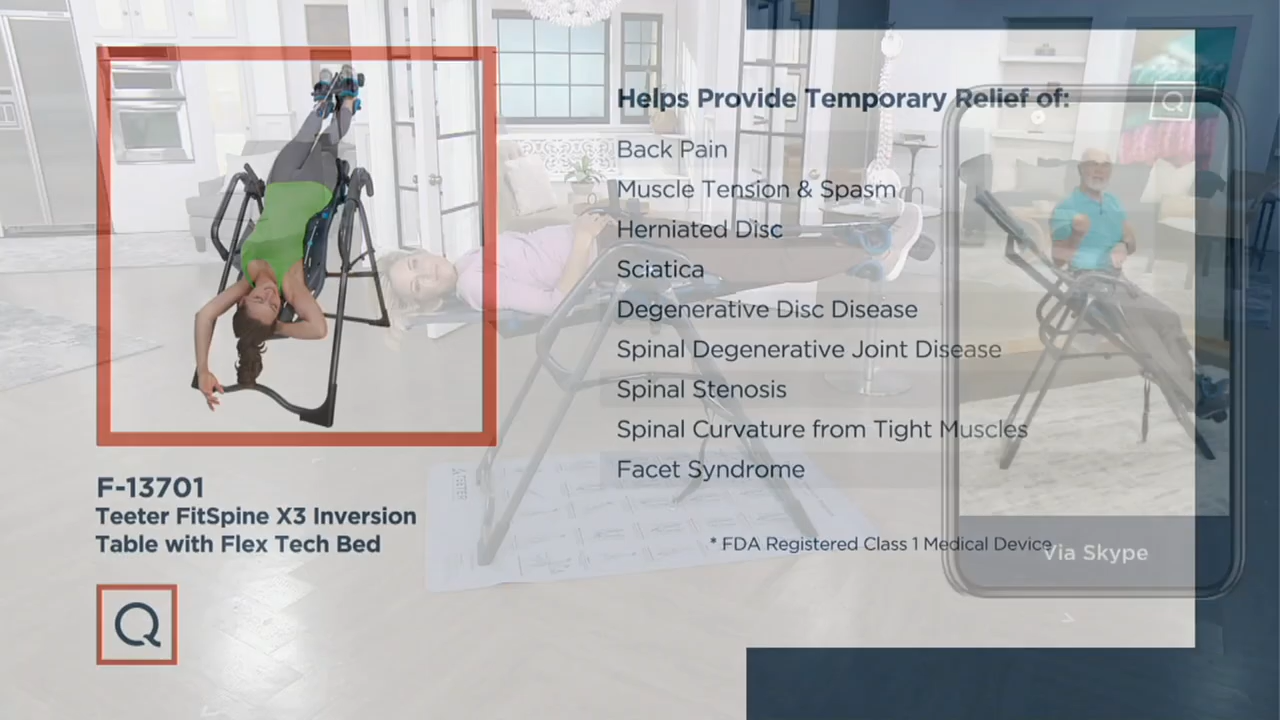 Helps Provide Temporary Relief of:
Back Pain
Muscle Tension & Spasm
Herniated Disc
Sciatica
Degenerative Disc Disease
Spinal Degenerative Joint Disease
Spinal Stenosis
Spinal Curvature from Tight Muscles
Facet Syndrome
* FDA Registered Class 1 Medical Device
Via Skype
F-13701
Teeter FitSpine X3 Inversion
Table with Flex Tech Bed
Q
Q
TEETER